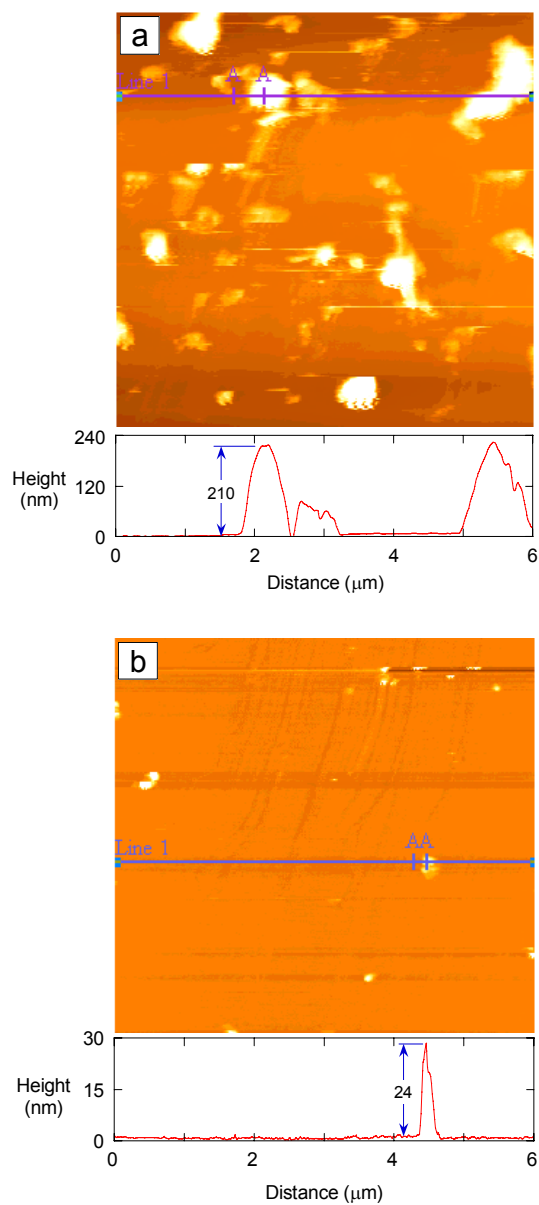 a
Line 1 A A
240
Height
(nm)
120
210
0
0 2 4 6
Distance (μm)
b
Line 1 A A
30
Height
(nm)
15
24
0
0 2 4 6
Distance (μm)